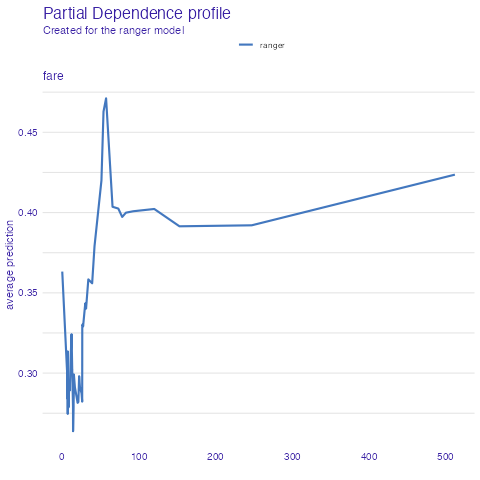 Partial Dependence profile
Created for the ranger model
ranger
fare
average prediction
0.45
0.40
0.35
0.30
0 100 200 300 400 500